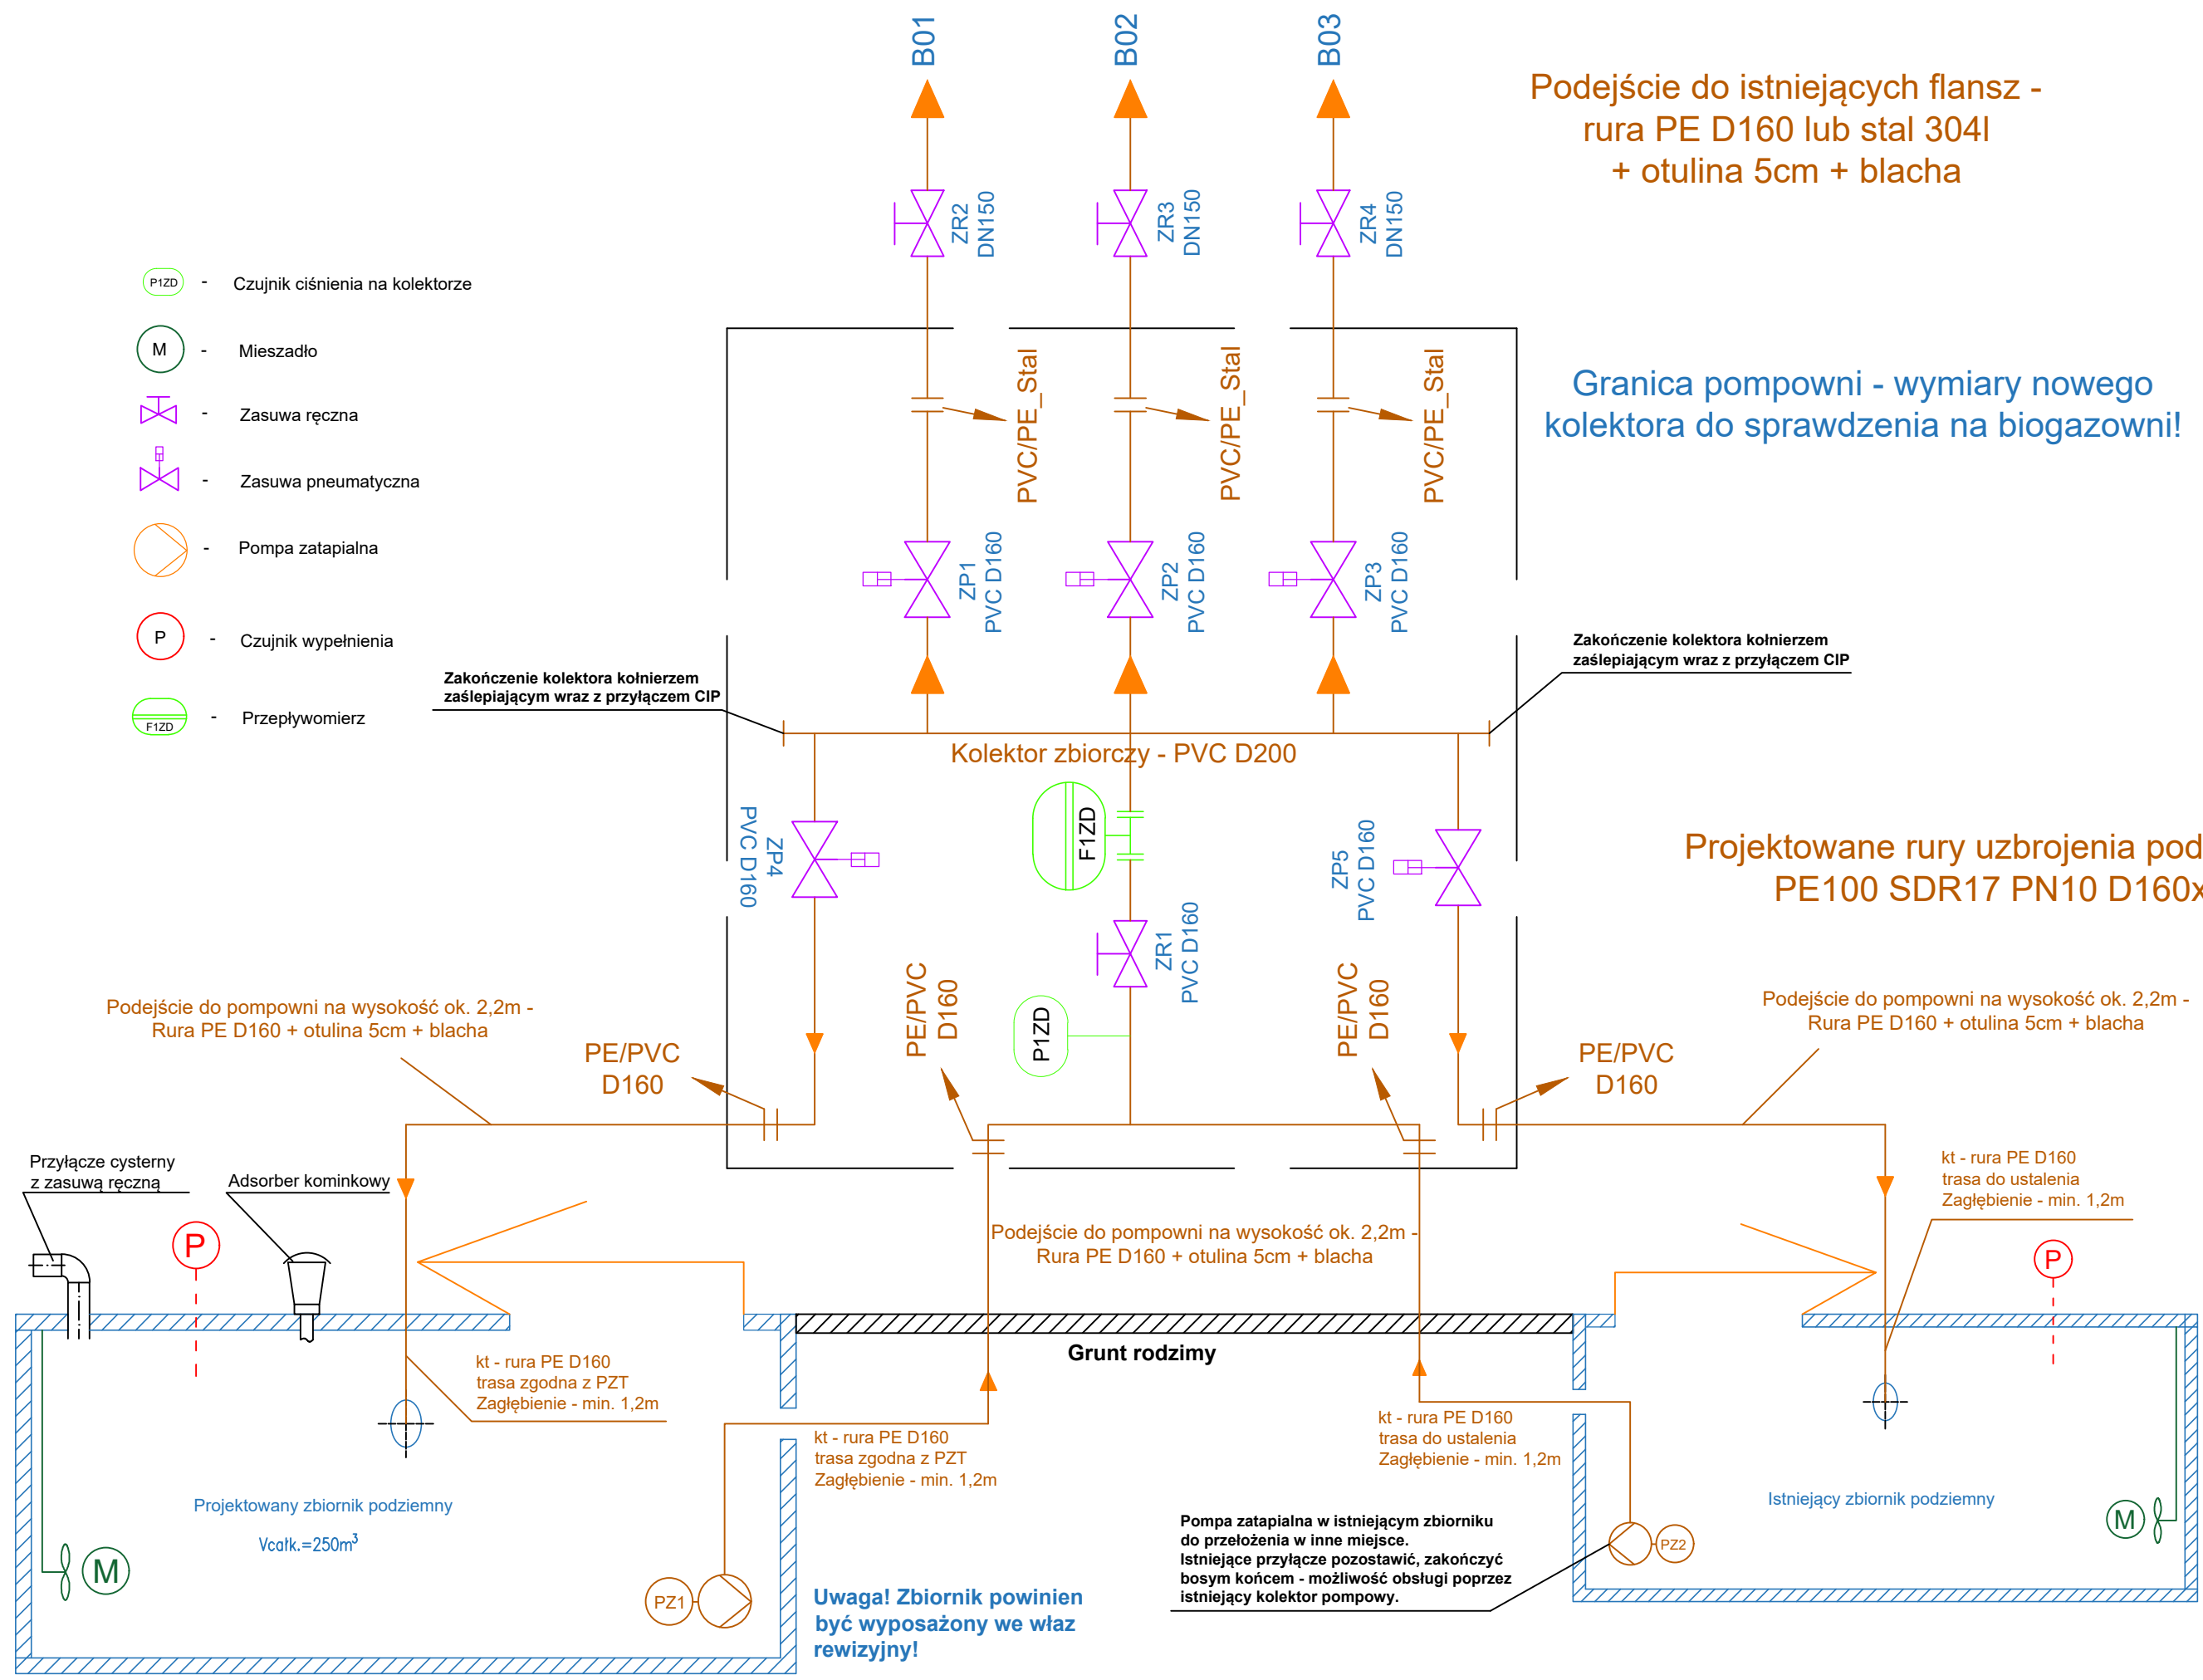 B01
B02
B03
Podejście do istniejących flansz -
rura PE D160 lub stal 304l
+ otulina 5cm + blacha
ZR2
DN150
ZR3
DN150
ZR4
DN150
P1ZD - Czujnik ciśnienia na kolektorze
M - Mieszadło
- Zasuwa ręczna
- Zasuwa pneumatyczna
- Pompa zatapialna
P - Czujnik wypełnienia
F1ZD - Przepływomierz
PVC/PE_Stal
PVC/PE_Stal
PVC/PE_Stal
Granica pompowni - wymiary nowego
kolektora do sprawdzenia na biogazowni!
ZP1
PVC D160
ZP2
PVC D160
ZP3
PVC D160
Zakończenie kolektora kołnierzem
zaślepiającym wraz z przyłączem CIP
Zakończenie kolektora kołnierzem
zaślepiającym wraz z przyłączem CIP
Kolektor zbiorczy - PVC D200
ZP4
PVC D160
F1ZD
ZP5
PVC D160
Projektowane rury uzbrojenia pod
PE100 SDR17 PN10 D160x
ZR1
PVC D160
P1ZD
PE/PVC
D160
PE/PVC
D160
Podejście do pompowni na wysokość ok. 2,2m -
Rura PE D160 + otulina 5cm + blacha
PE/PVC
D160
PE/PVC
D160
Podejście do pompowni na wysokość ok. 2,2m -
Rura PE D160 + otulina 5cm + blacha
Przyłącze cysterny
z zasuwą ręczną
Adsorber kominkowy
P
Podejście do pompowni na wysokość ok. 2,2m -
Rura PE D160 + otulina 5cm + blacha
kt - rura PE D160
trasa do ustalenia
Zagłębienie - min. 1,2m
P
Grunt rodzimy
kt - rura PE D160
trasa zgodna z PZT
Zagłębienie - min. 1,2m
kt - rura PE D160
trasa zgodna z PZT
Zagłębienie - min. 1,2m
kt - rura PE D160
trasa do ustalenia
Zagłębienie - min. 1,2m
Projektowany zbiornik podziemny
Vcałk.=250m³
M
PZ1
Uwaga! Zbiornik powinien
być wyposażony we właz
rewizyjny!
Pompa zatapialna w istniejącym zbiorniku
do przełożenia w inne miejsce.
Istniejące przyłącze pozostawić, zakończyć
bosym końcem - możliwość obsługi poprzez
istniejący kolektor pompowy.
PZ2
Istniejący zbiornik podziemny
M